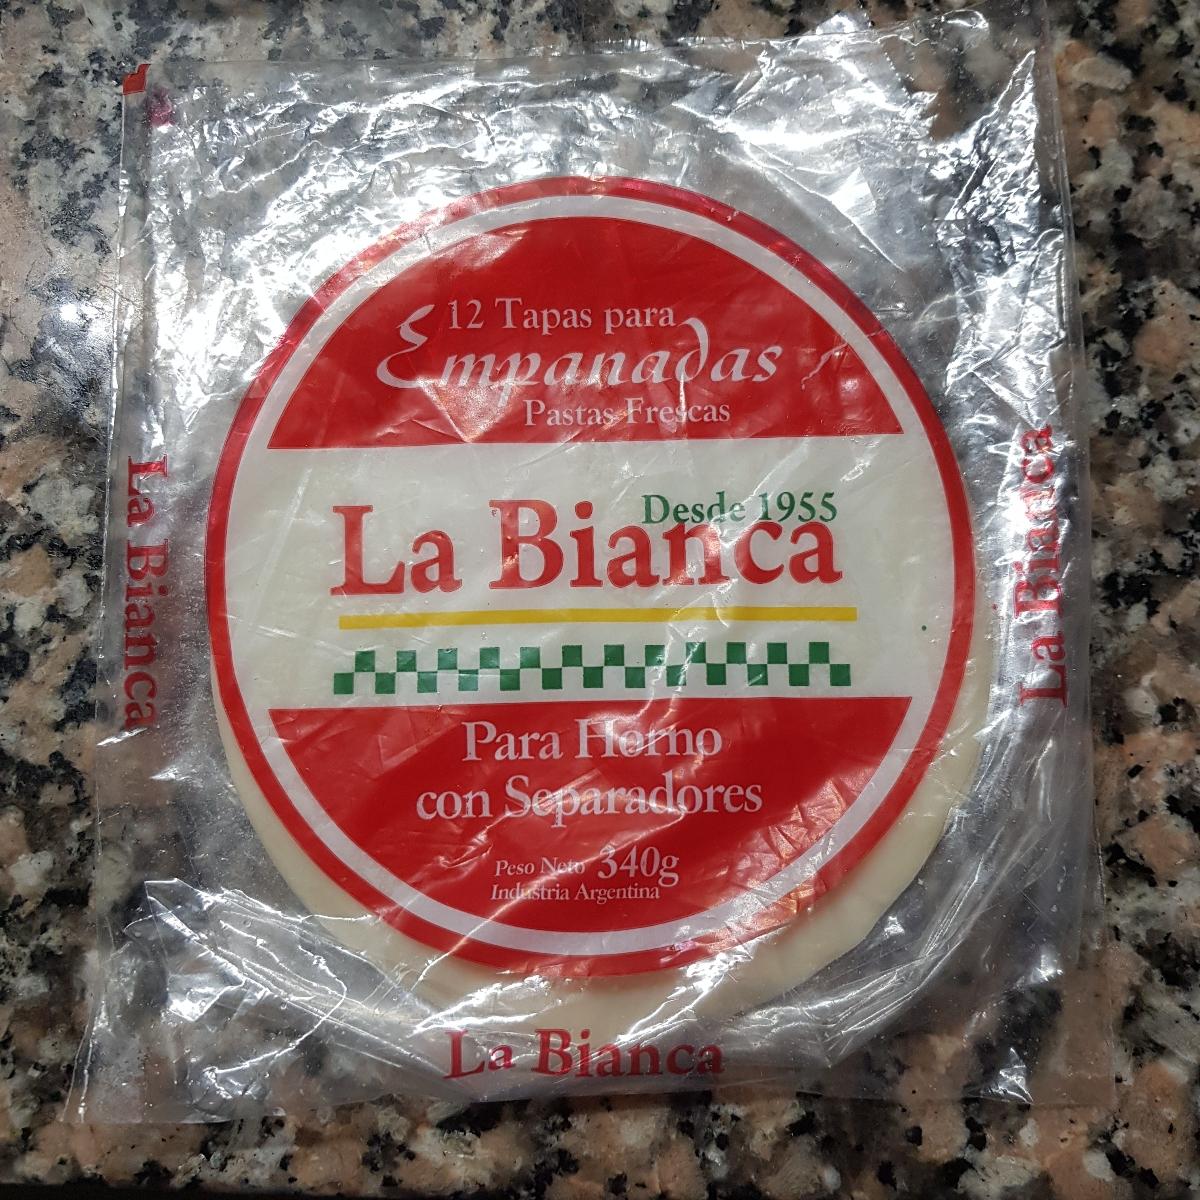 12 Tapas para
Empanadas
Pastas Frescas
Desde 1955
La Bianca
Para Horno
con Separadores
Peso Neto 340g
Industria Argentina
La Bianca
La Bianca
La Bianca